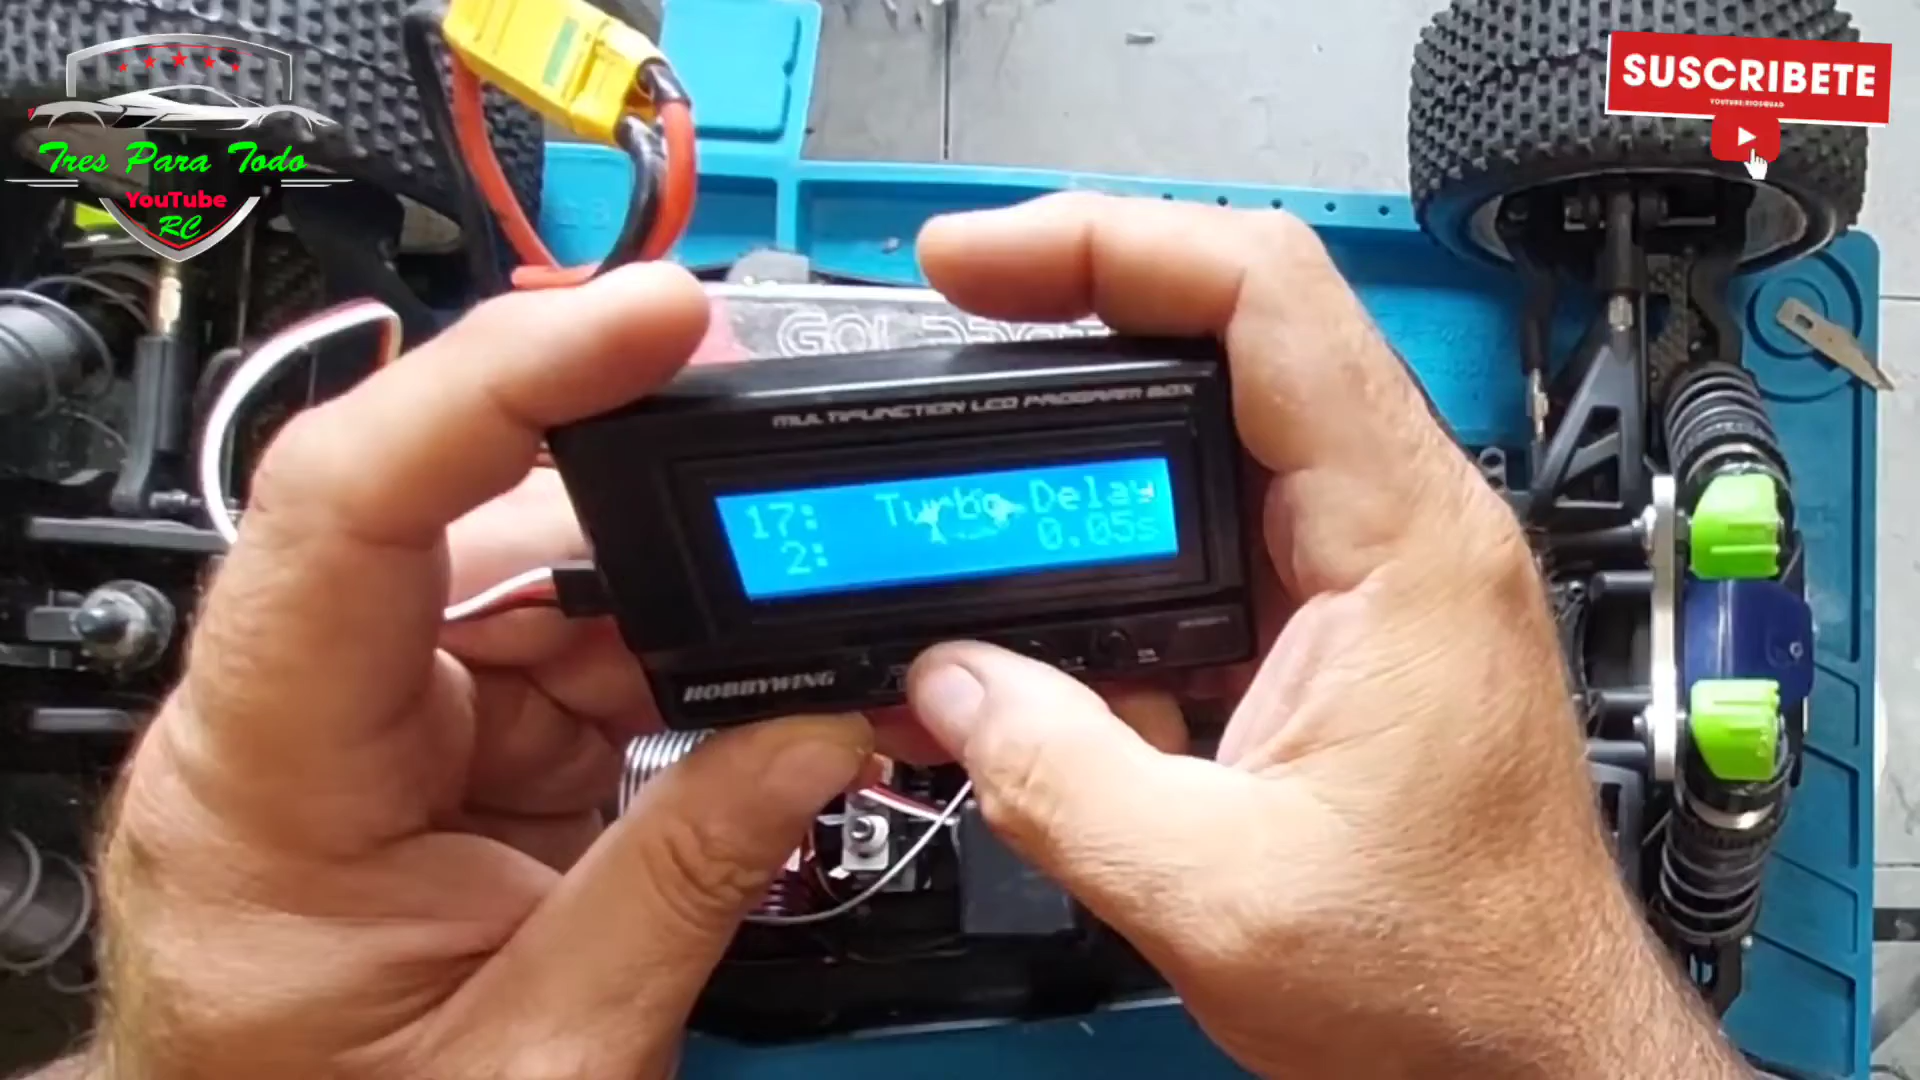 Tres Para Todo
YouTube
RC
SUSCRIBETE
MULTIFUNCTION LCD PROGRAM BOX
17: Turbo Delay
2: 0.05s
HOBBYWING